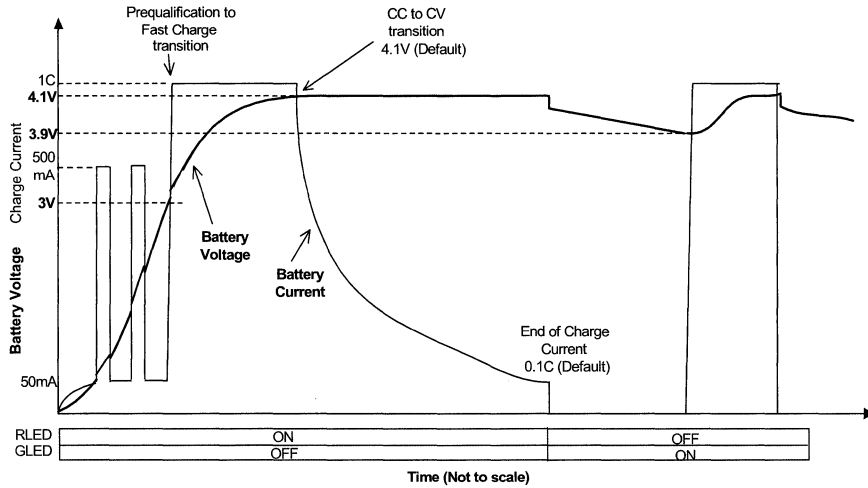 Prequalification to
Fast Charge
transition
CC to CV
transition
4.1V (Default)
1C
4.1V
3.9V
500
mA
3V
50mA
Charge Current
Battery Voltage
Battery
Voltage
Battery
Current
End of Charge
Current
0.1C (Default)
RLED ON OFF
GLED OFF ON
Time (Not to scale)